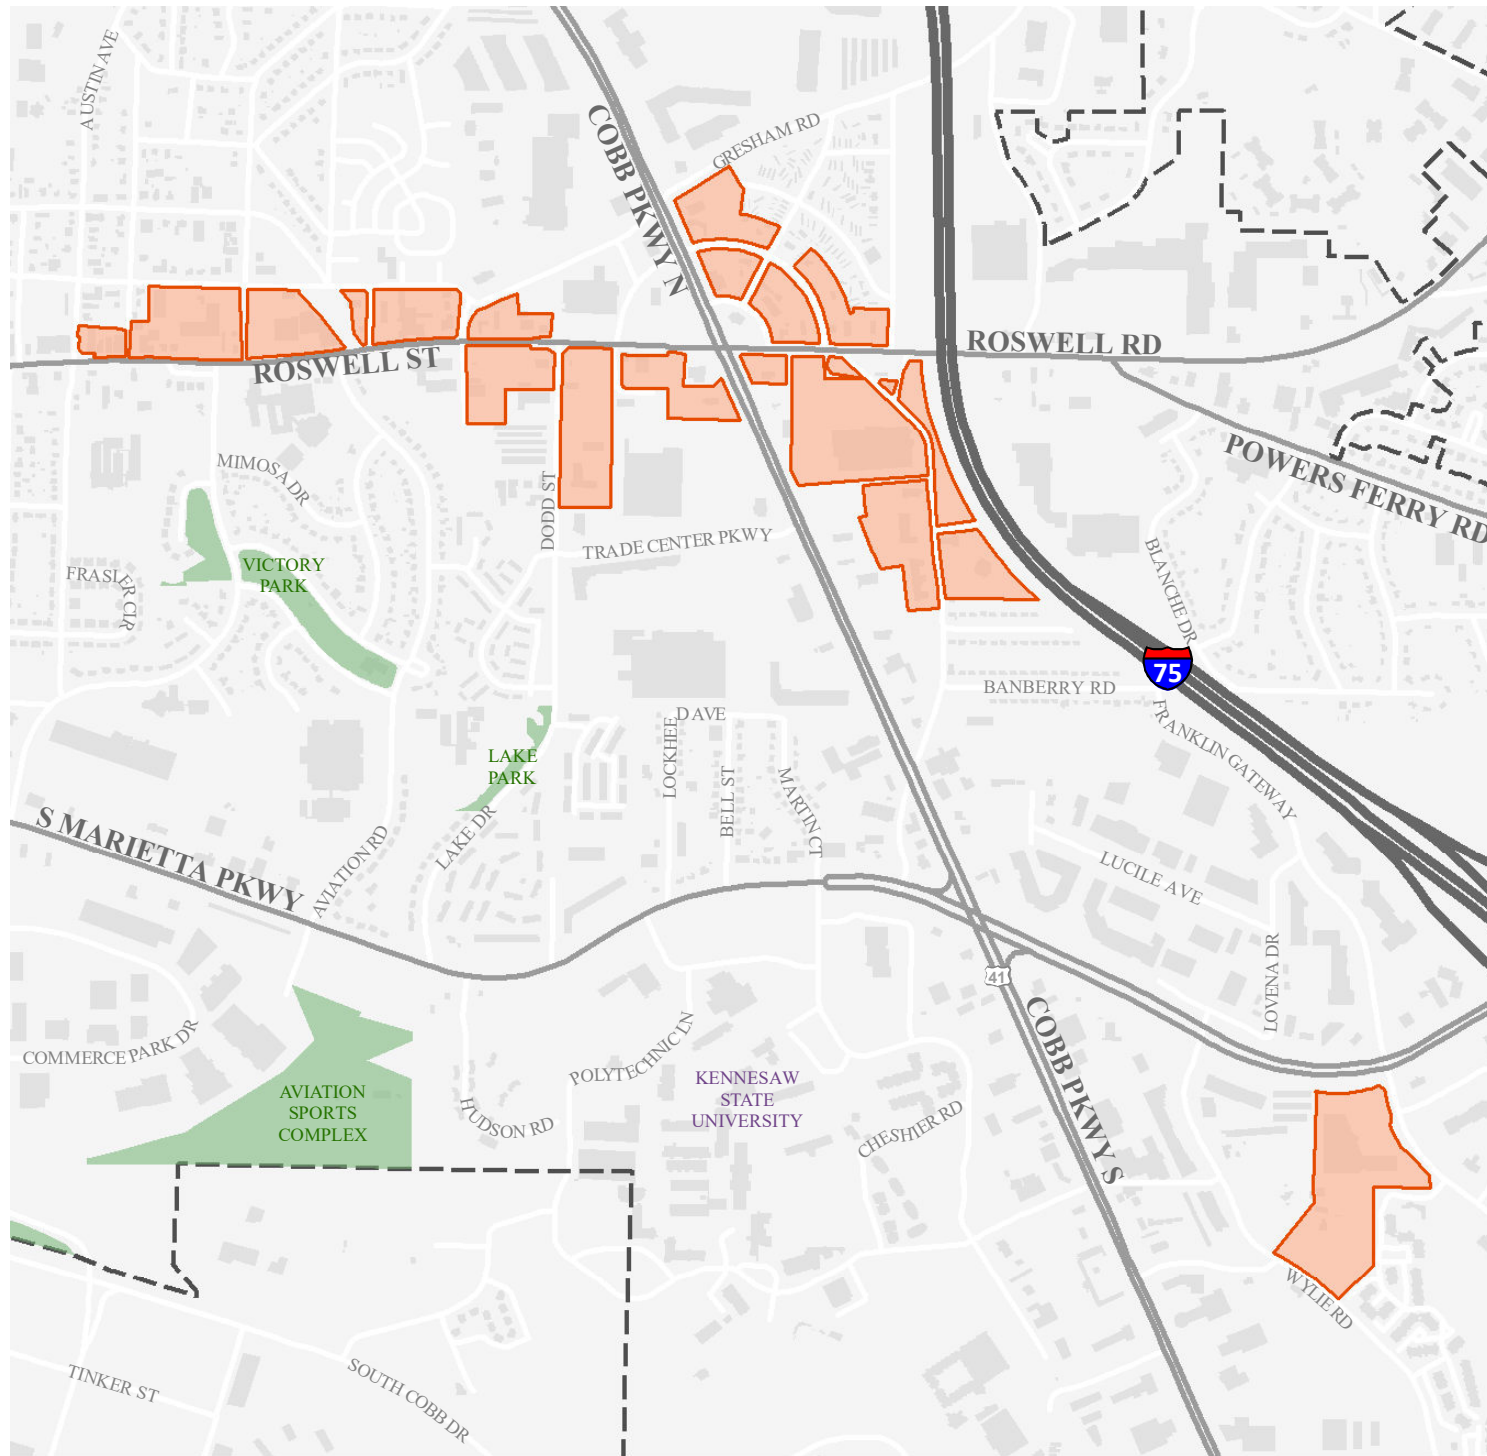 AUSTIN AVE
COBB PKWY N
GRESHAM RD
ROSWELL ST
ROSWELL RD
POWERS FERRY RD
MIMOSA DR
DODD ST
TRADE CENTER PKWY
BLANCHE DR
VICTORY
PARK
FRASER CIR
75
BANBERRY RD
FRANKLIN GATEWAY
LOCKHEED AVE
LAKE
PARK
BELL ST
MARTIN CT
S MARIETTA PKWY
AVIATION RD
LAKE DR
LUCILE AVE
LOVENA DR
41
COBB PKWY S
COMMERCE PARK DR
POLYTECHNIC LN
KENNESAW
STATE
UNIVERSITY
AVIATION
SPORTS
COMPLEX
HUDSON RD
CHESHIER RD
WYLIE RD
TINKER ST
SOUTH COBB DR